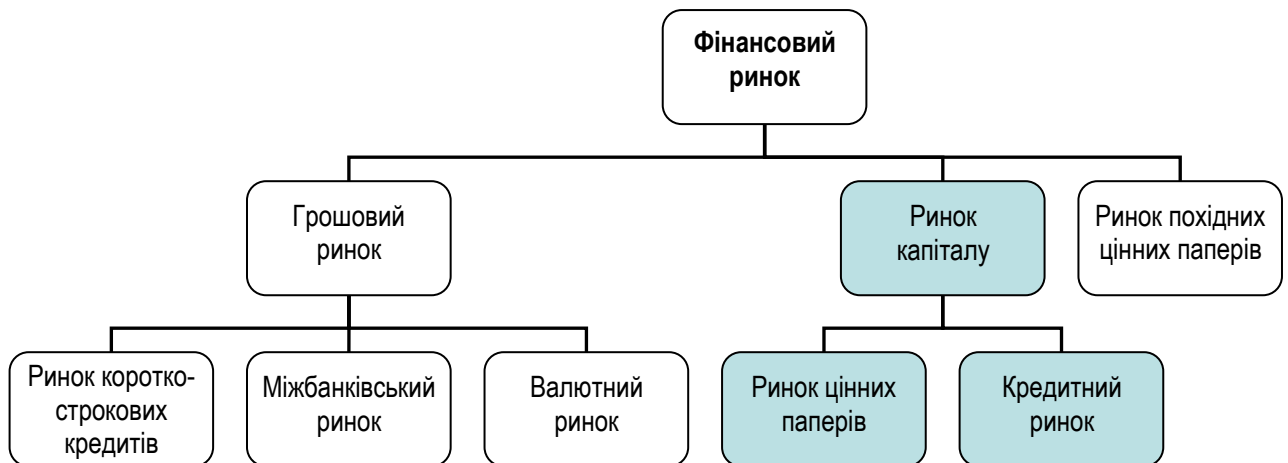 Фінансовий
ринок
Грошовий
ринок
Ринок
капіталу
Ринок похідних
цінних паперів
Ринок коротко-
строкових
кредитів
Міжбанківський
ринок
Валютний
ринок
Ринок цінних
паперів
Кредитний
ринок